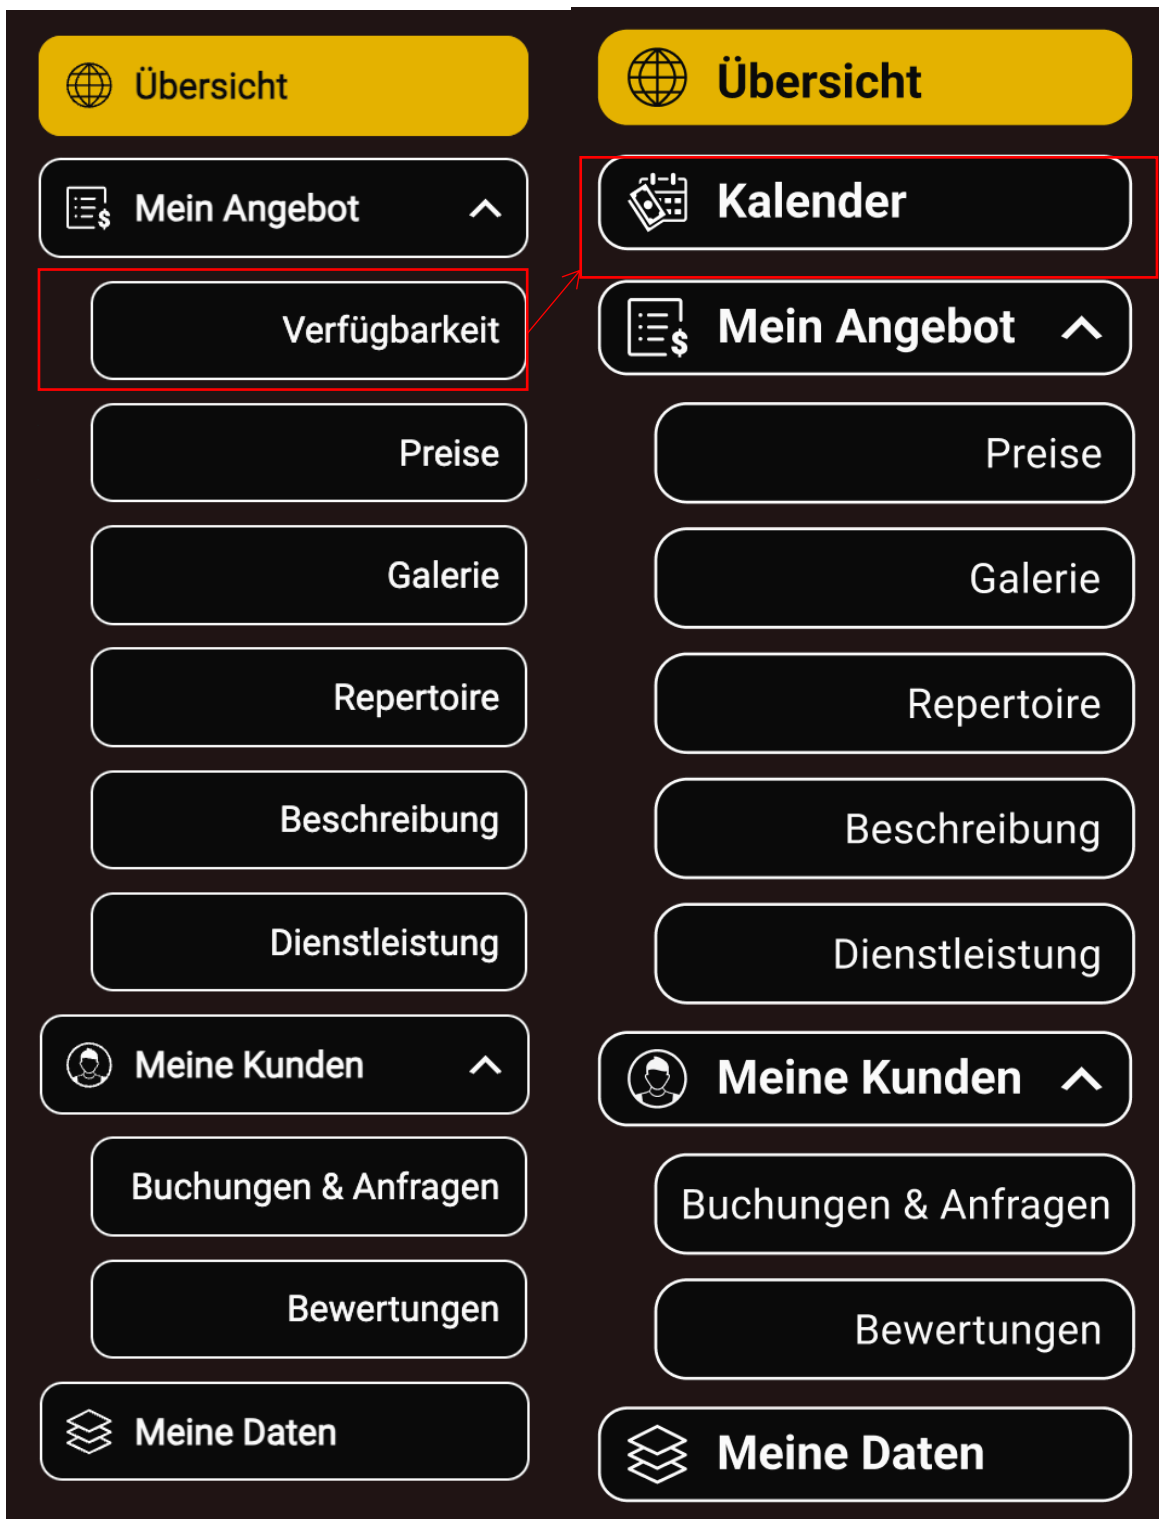 Übersicht
Mein Angebot
Verfügbarkeit
Preise
Galerie
Repertoire
Beschreibung
Dienstleistung
Meine Kunden
Buchungen & Anfragen
Bewertungen
Meine Daten
Übersicht
Kalender
Mein Angebot
Preise
Galerie
Repertoire
Beschreibung
Dienstleistung
Meine Kunden
Buchungen & Anfragen
Bewertungen
Meine Daten